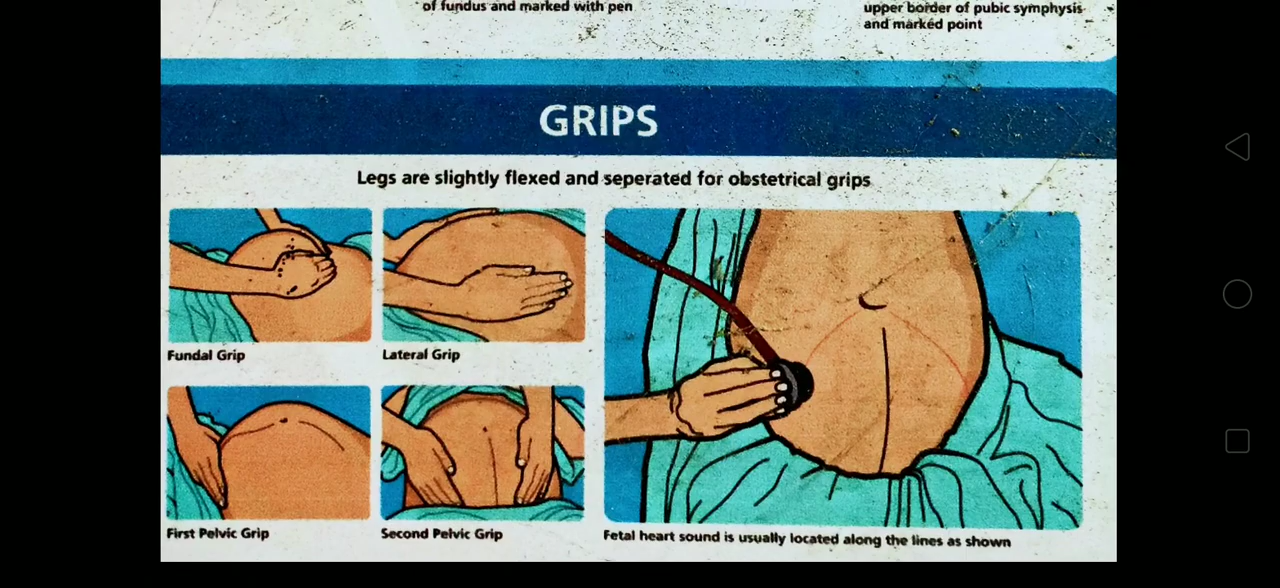 of fundus and marked with pen
upper border of pubic symphysis
and marked point
GRIPS
Legs are slightly flexed and seperated for obstetrical grips
Fundal Grip
Lateral Grip
First Pelvic Grip
Second Pelvic Grip
Fetal heart sound is usually located along the lines as shown